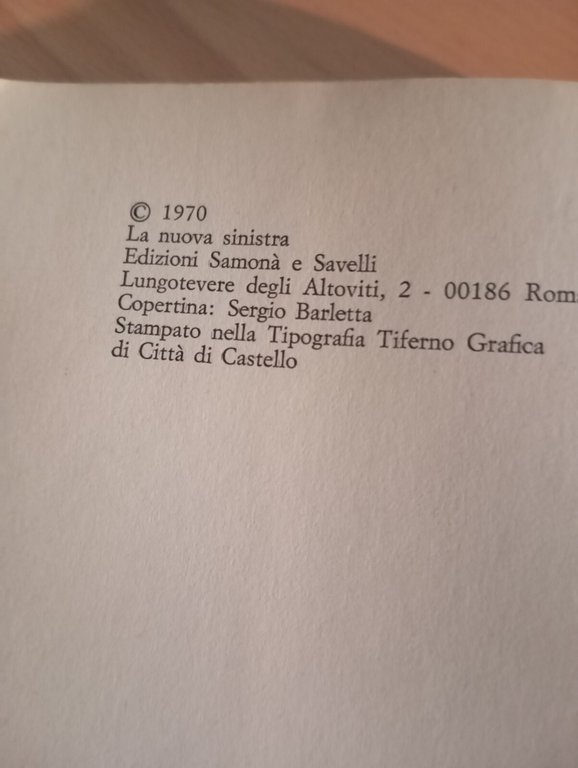 © 1970
La nuova sinistra
Edizioni Samonà e Savelli
Lungotevere degli Altoviti, 2 - 00186 Rom
Copertina: Sergio Barletta
Stampato nella Tipografia Tiferno Grafica
di Città di Castello